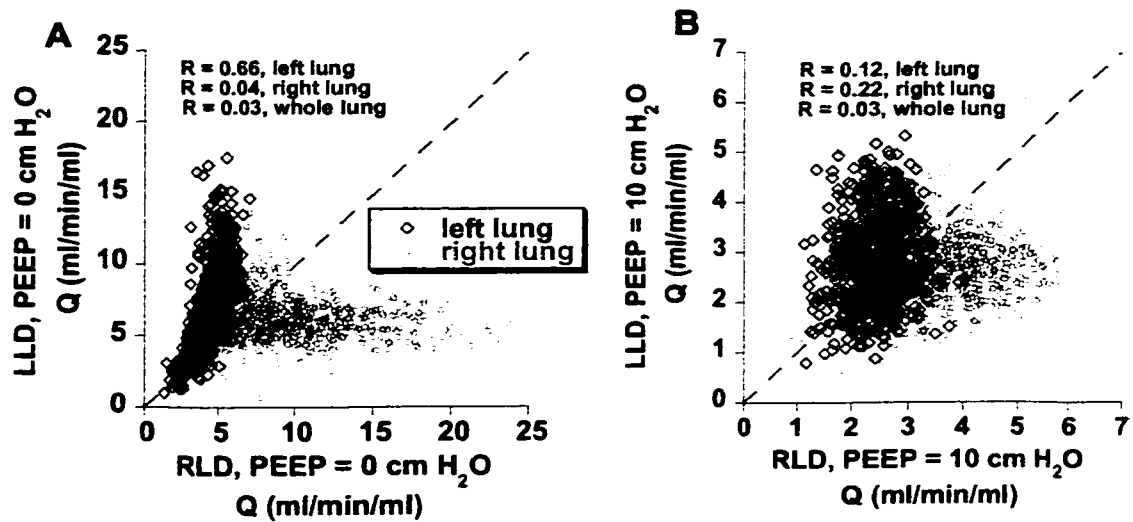 A
R = 0.66, left lung
R = 0.04, right lung
R = 0.03, whole lung
25
20
15
10
5
0
LLD, PEEP = 0 cm H₂O
Q (ml/min/ml)
left lung
right lung
0 5 10 15 20 25
RLD, PEEP = 0 cm H₂O
Q (ml/min/ml)
B
R = 0.12, left lung
R = 0.22, right lung
R = 0.03, whole lung
7
6
5
4
3
2
1
0
LLD, PEEP = 10 cm H₂O
Q (ml/min/ml)
0 1 2 3 4 5 6 7
RLD, PEEP = 10 cm H₂O
Q (ml/min/ml)